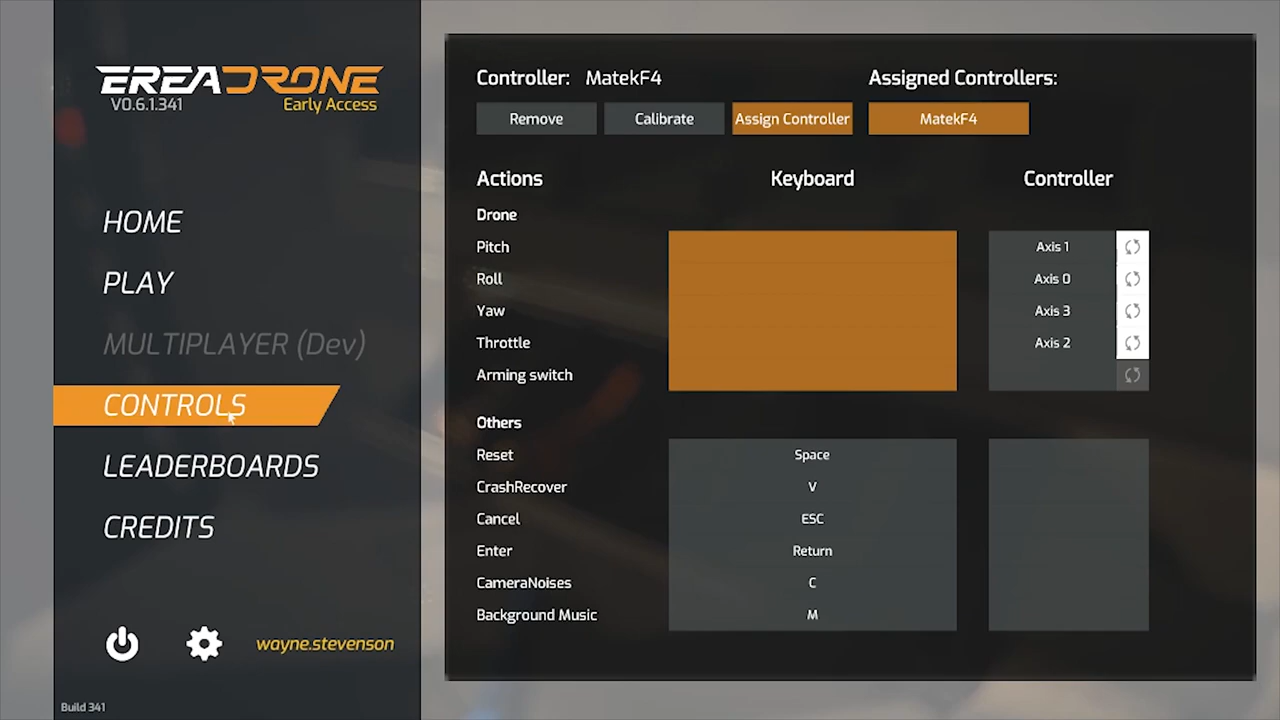 EREADRONE
V0.6.1.341
Early Access
HOME
PLAY
MULTIPLAYER (Dev)
CONTROLS
LEADERBOARDS
CREDITS
wayne.stevenson
Build 341
Controller: MatekF4
Assigned Controllers:
Remove
Calibrate
Assign Controller
MatekF4
Actions
Keyboard
Controller
Drone
Pitch
Axis 1
Roll
Axis 0
Yaw
Axis 3
Throttle
Axis 2
Arming switch
Others
Reset
Space
CrashRecover
V
Cancel
ESC
Enter
Return
CameraNoises
C
Background Music
M